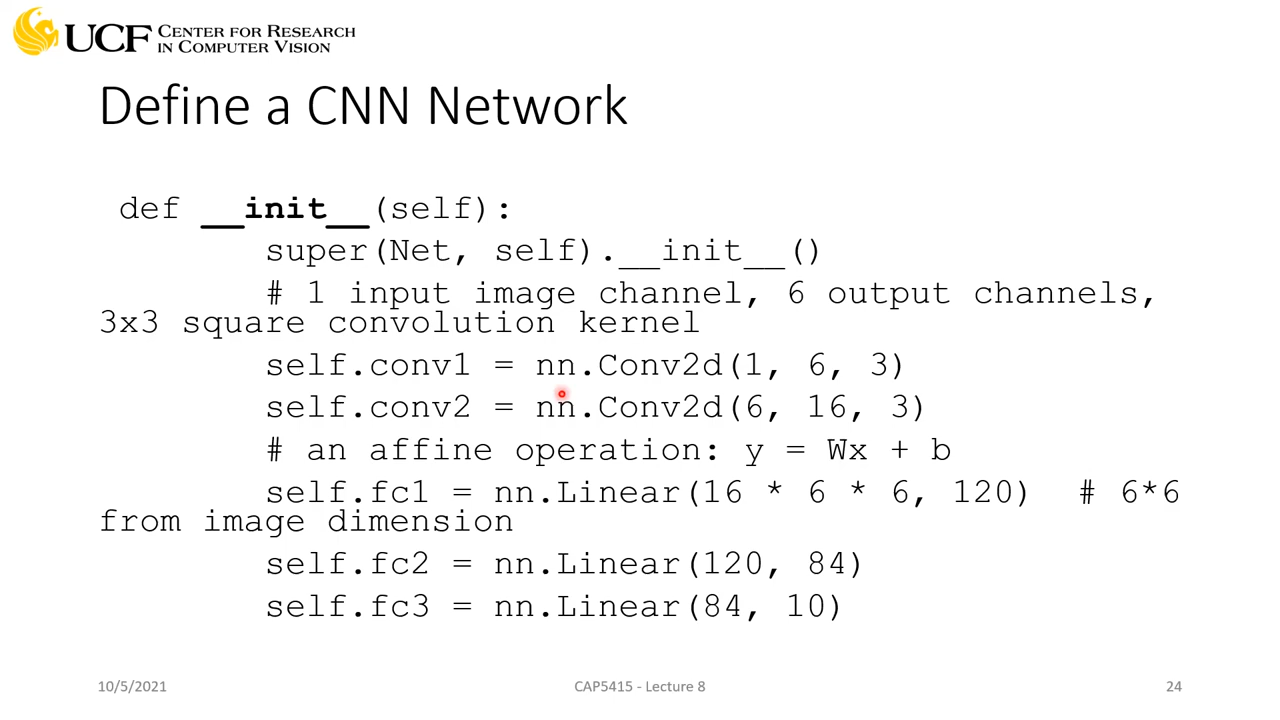 UCF CENTER FOR RESEARCH
IN COMPUTER VISION
Define a CNN Network
def __init__(self):
super(Net, self).__init__()
# 1 input image channel, 6 output channels,
3x3 square convolution kernel
self.conv1 = nn.Conv2d(1, 6, 3)
self.conv2 = nn.Conv2d(6, 16, 3)
# an affine operation: y = Wx + b
self.fc1 = nn.Linear(16 * 6 * 6, 120)  # 6*6
from image dimension
self.fc2 = nn.Linear(120, 84)
self.fc3 = nn.Linear(84, 10)
10/5/2021
CAP5415 - Lecture 8
24